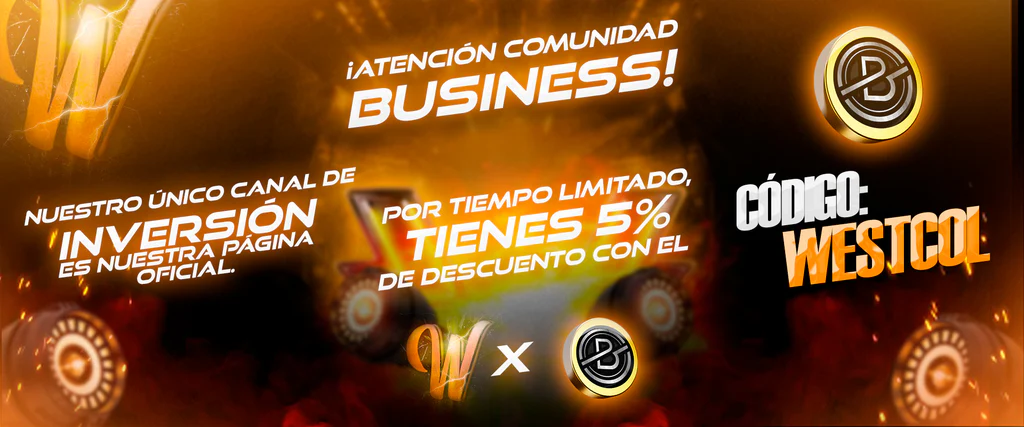 ¡ATENCIÓN COMUNIDAD
BUSINESS!
NUESTRO ÚNICO CANAL DE
INVERSIÓN
ES NUESTRA PÁGINA
OFICIAL.
POR TIEMPO LIMITADO,
TIENES 5%
DE DESCUENTO CON EL
CÓDIGO:
WESTCOL
W
B
W X B